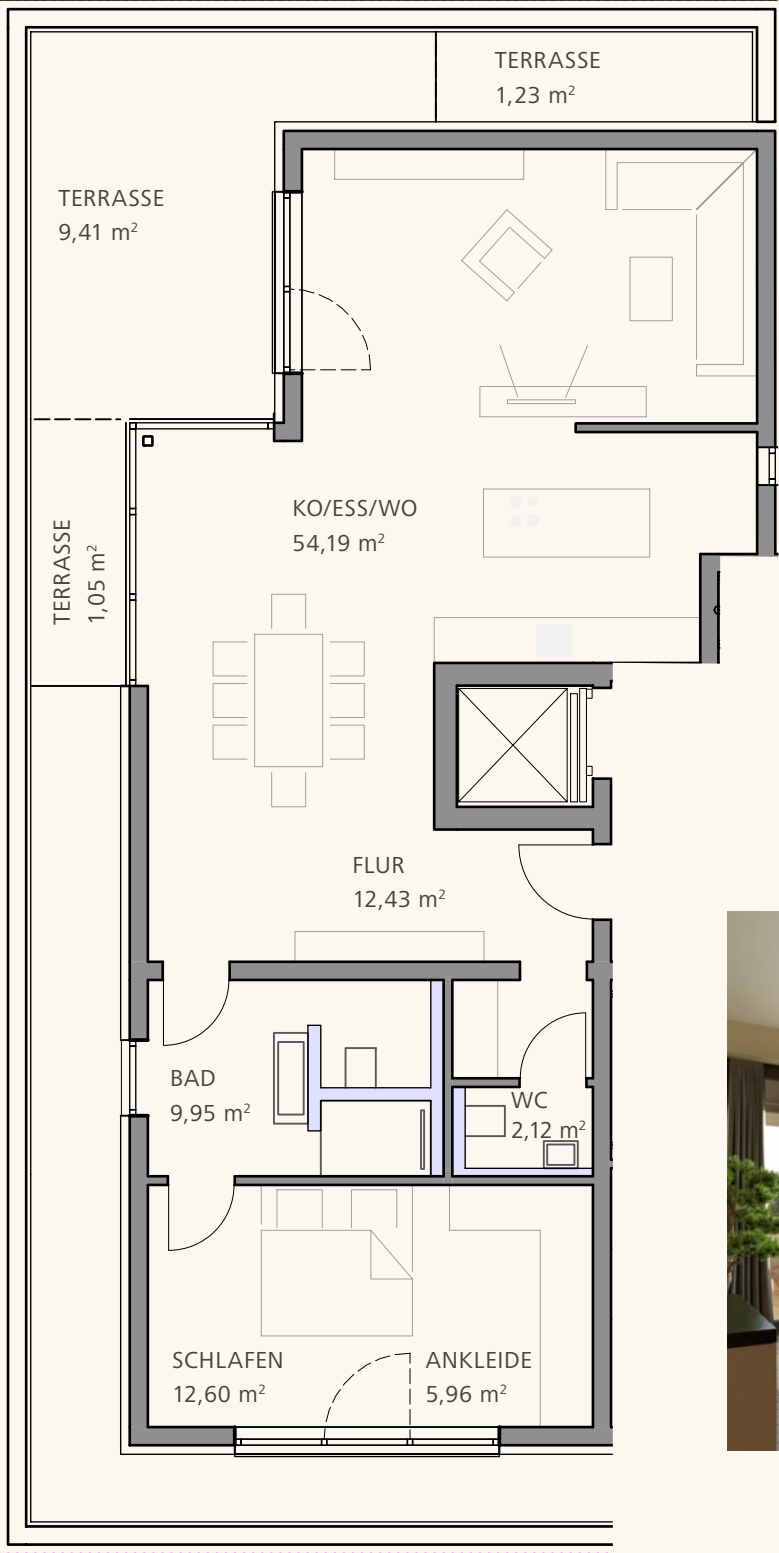 TERRASSE
1,23 m²
TERRASSE
9,41 m²
KO/ESS/WO
54,19 m²
TERRASSE
1,05 m²
FLUR
12,43 m²
BAD
9,95 m²
WC
2,12 m²
SCHLAFEN
12,60 m²
ANKLEIDE
5,96 m²